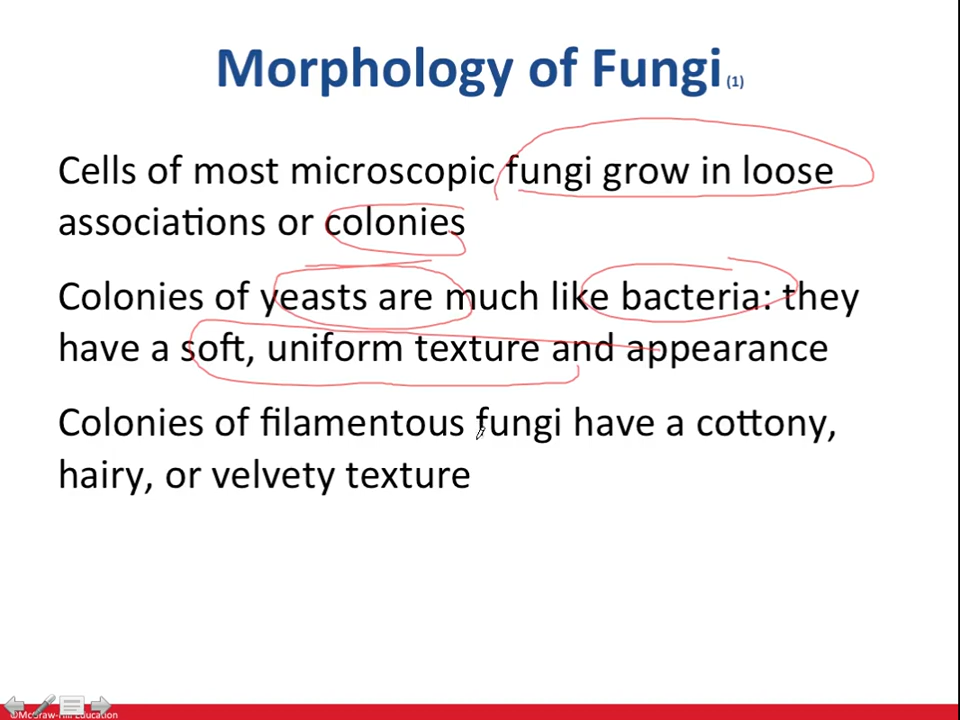 Morphology of Fungi (1)
Cells of most microscopic fungi grow in loose
associations or colonies
Colonies of yeasts are much like bacteria: they
have a soft, uniform texture and appearance
Colonies of filamentous fungi have a cottony,
hairy, or velvety texture
©McGraw-Hill Education